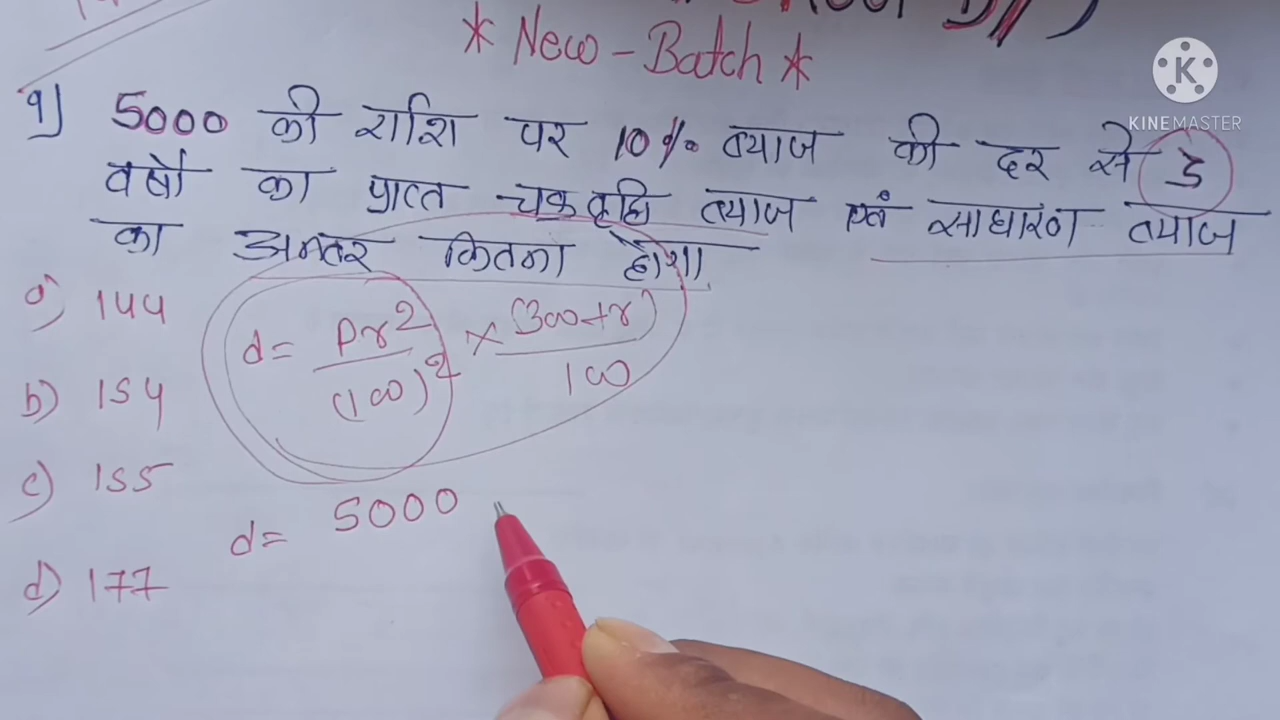 * New - Batch *
K
KINEMASTER
9) 5000 की राशि पर 10% ब्याज की दर से 3
वर्षो का प्राप्त चक्रवृद्धि ब्याज एवं साधारण ब्याज
का अन्तर कितना होगा
a) 144
d = Pr² / (100)² × (300+r) / 100
b) 154
c) 155
d = 5000
d) 177